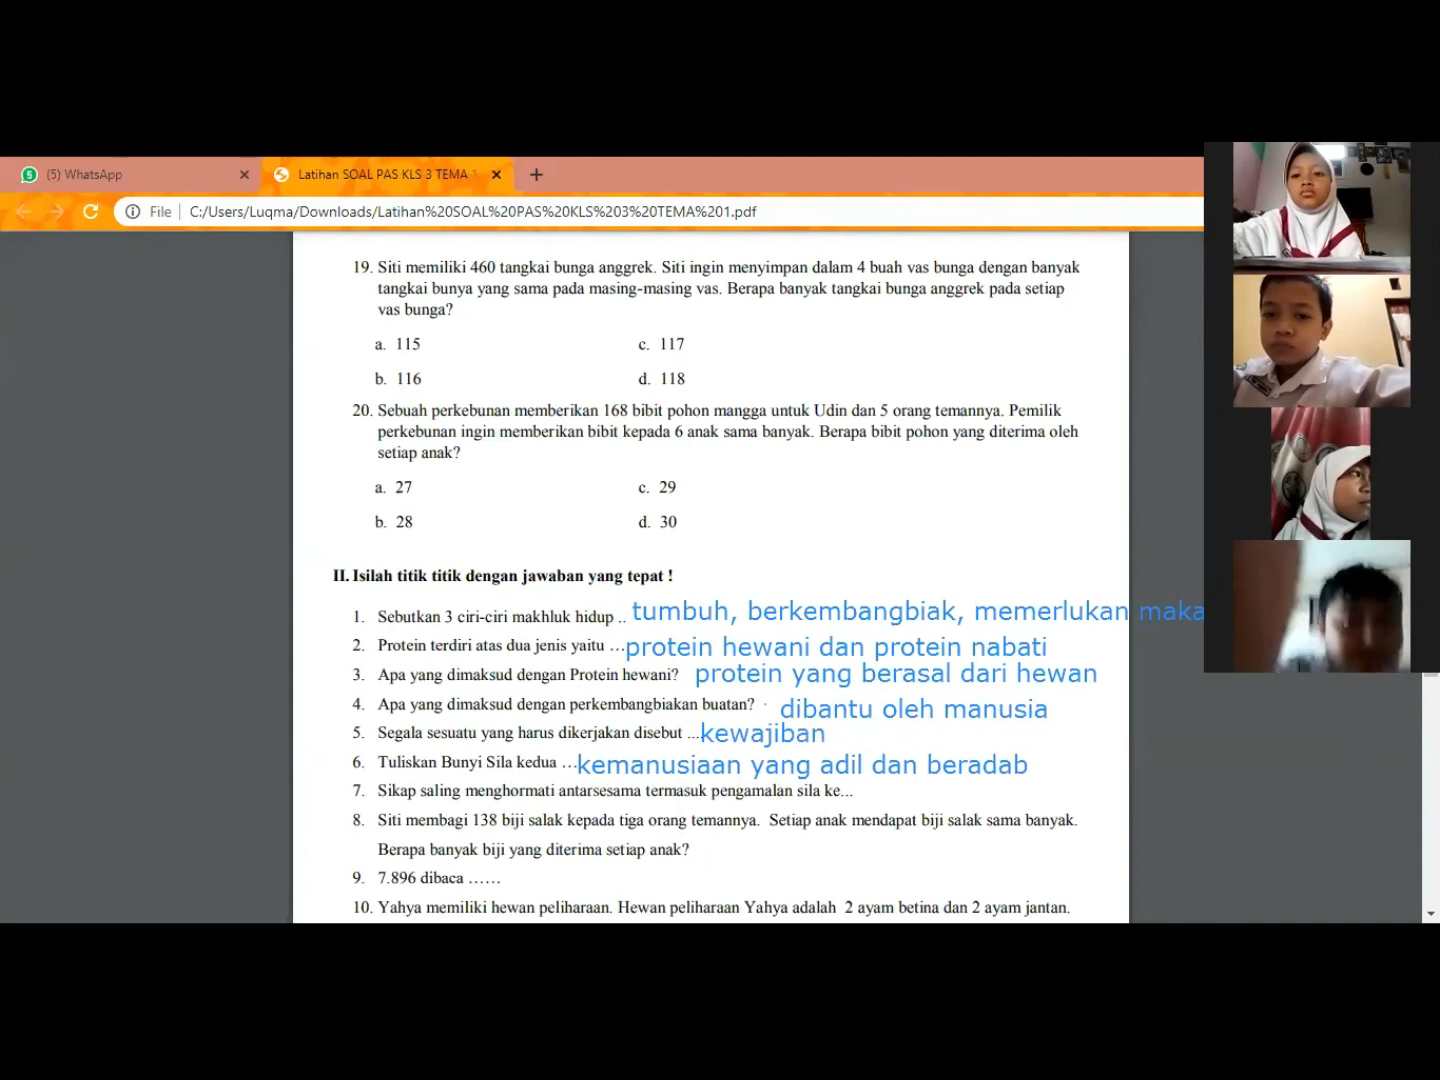 (5) WhatsApp
Latihan SOAL PAS KLS 3 TEMA 1
File C:/Users/Luqma/Downloads/Latihan%20SOAL%20PAS%20KLS%203%20TEMA%201.pdf
19. Siti memiliki 460 tangkai bunga anggrek. Siti ingin menyimpan dalam 4 buah vas bunga dengan banyak
tangkai bunya yang sama pada masing-masing vas. Berapa banyak tangkai bunga anggrek pada setiap
vas bunga?
a. 115 c. 117
b. 116 d. 118
20. Sebuah perkebunan memberikan 168 bibit pohon mangga untuk Udin dan 5 orang temannya. Pemilik
perkebunan ingin memberikan bibit kepada 6 anak sama banyak. Berapa bibit pohon yang diterima oleh
setiap anak?
a. 27 c. 29
b. 28 d. 30
II. Isilah titik titik dengan jawaban yang tepat !
1. Sebutkan 3 ciri-ciri makhluk hidup .. tumbuh, berkembangbiak, memerlukan maka
2. Protein terdiri atas dua jenis yaitu ... protein hewani dan protein nabati
3. Apa yang dimaksud dengan Protein hewani? protein yang berasal dari hewan
4. Apa yang dimaksud dengan perkembangbiakan buatan? dibantu oleh manusia
5. Segala sesuatu yang harus dikerjakan disebut .... kewajiban
6. Tuliskan Bunyi Sila kedua ... kemanusiaan yang adil dan beradab
7. Sikap saling menghormati antarsesama termasuk pengamalan sila ke...
8. Siti membagi 138 biji salak kepada tiga orang temannya. Setiap anak mendapat biji salak sama banyak.
Berapa banyak biji yang diterima setiap anak?
9. 7.896 dibaca ……
10. Yahya memiliki hewan peliharaan. Hewan peliharaan Yahya adalah 2 ayam betina dan 2 ayam jantan.